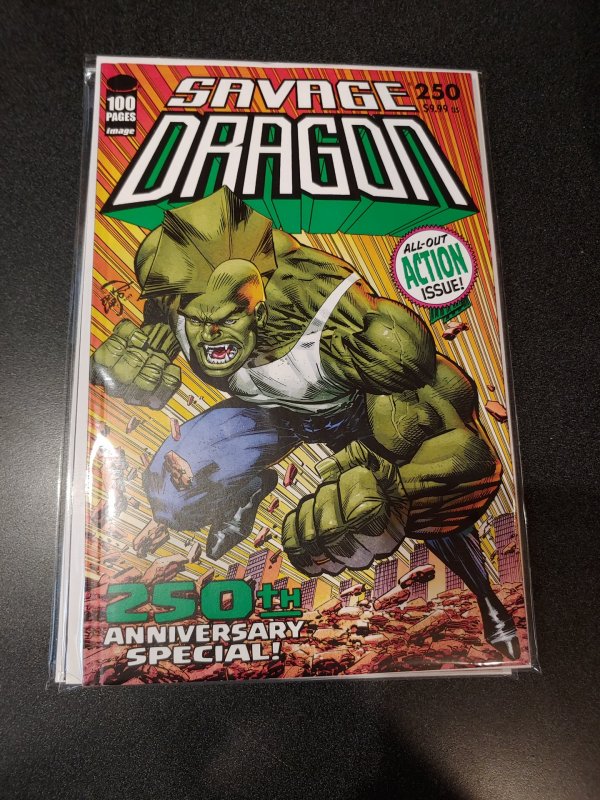 100
PAGES
image
SAVAGE
DRAGON
250
$9.99 US
ALL-OUT
ACTION
ISSUE!
250TH
ANNIVERSARY
SPECIAL!